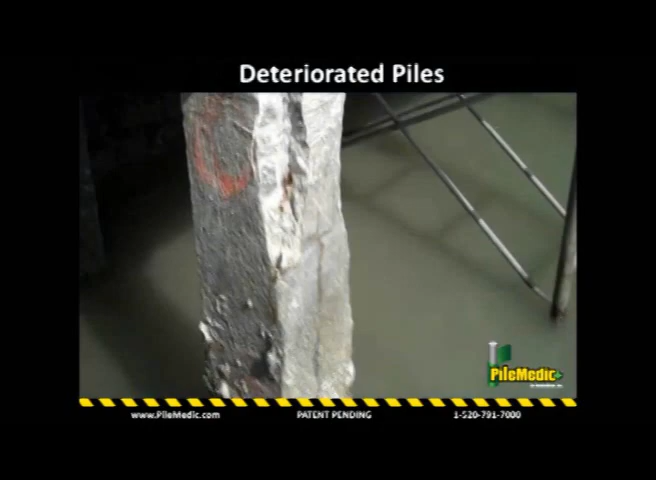 Deteriorated Piles
PileMedic
www.PileMedic.com
PATENT PENDING
1-520-791-7000